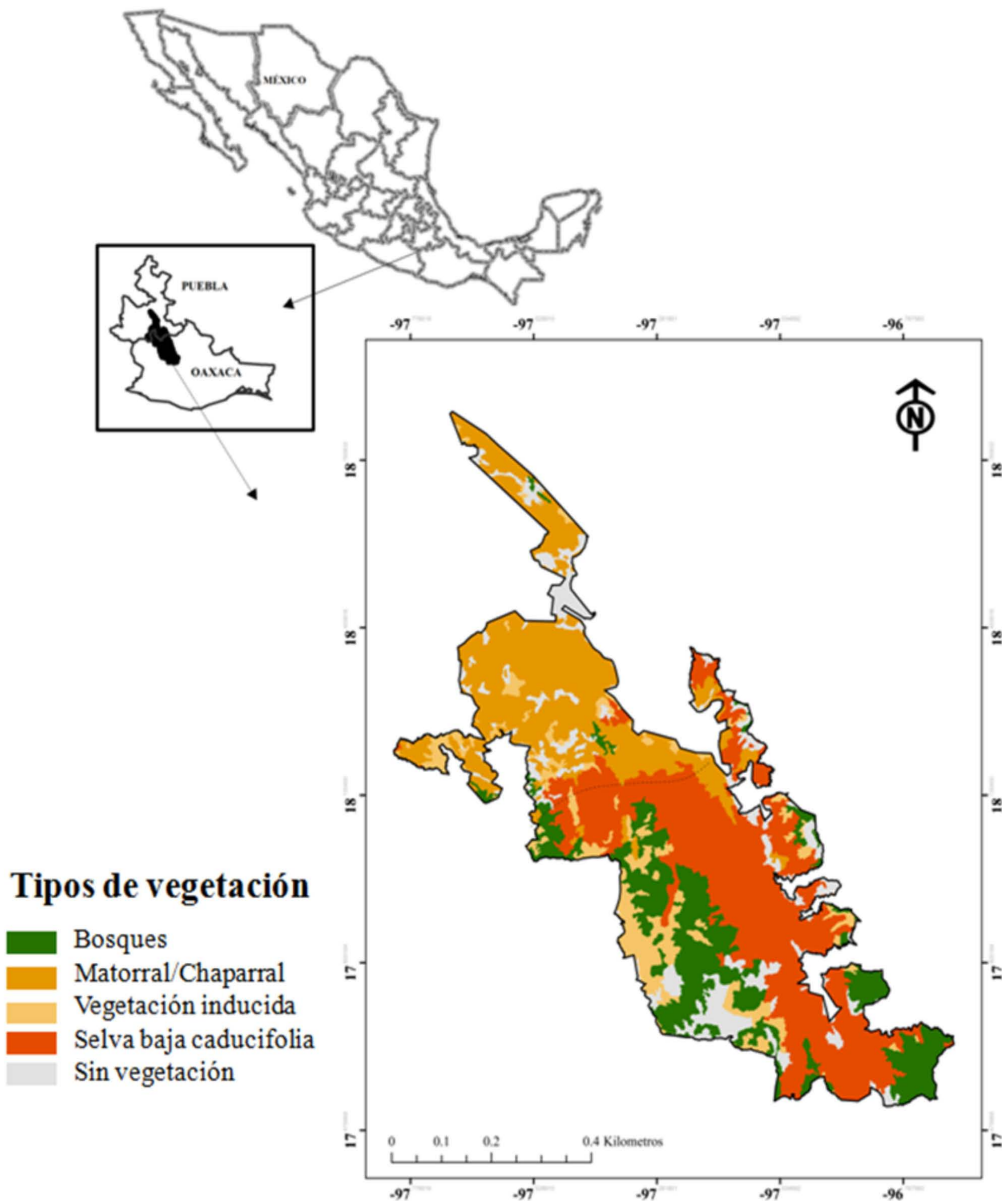 MÉXICO
PUEBLA
OAXACA
-97 -97 -97 -97 -96
N
18 18
18 18
18 18
17 17
17 17
Tipos de vegetación
Bosques
Matorral/Chaparral
Vegetación inducida
Selva baja caducifolia
Sin vegetación
0 0.1 0.2 0.4 Kilometros
-97 -97 -97 -97 -96